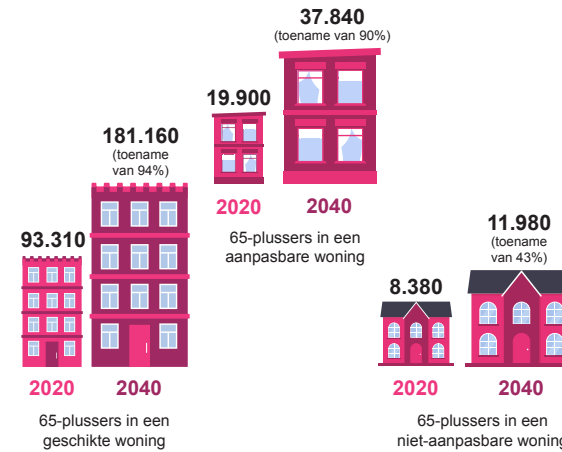 93.310
181.160
(toename
van 94%)
2020
2040
65-plussers in een
geschikte woning
19.900
37.840
(toename van 90%)
2020
2040
65-plussers in een
aanpasbare woning
8.380
11.980
(toename
van 43%)
2020
2040
65-plussers in een
niet-aanpasbare woning